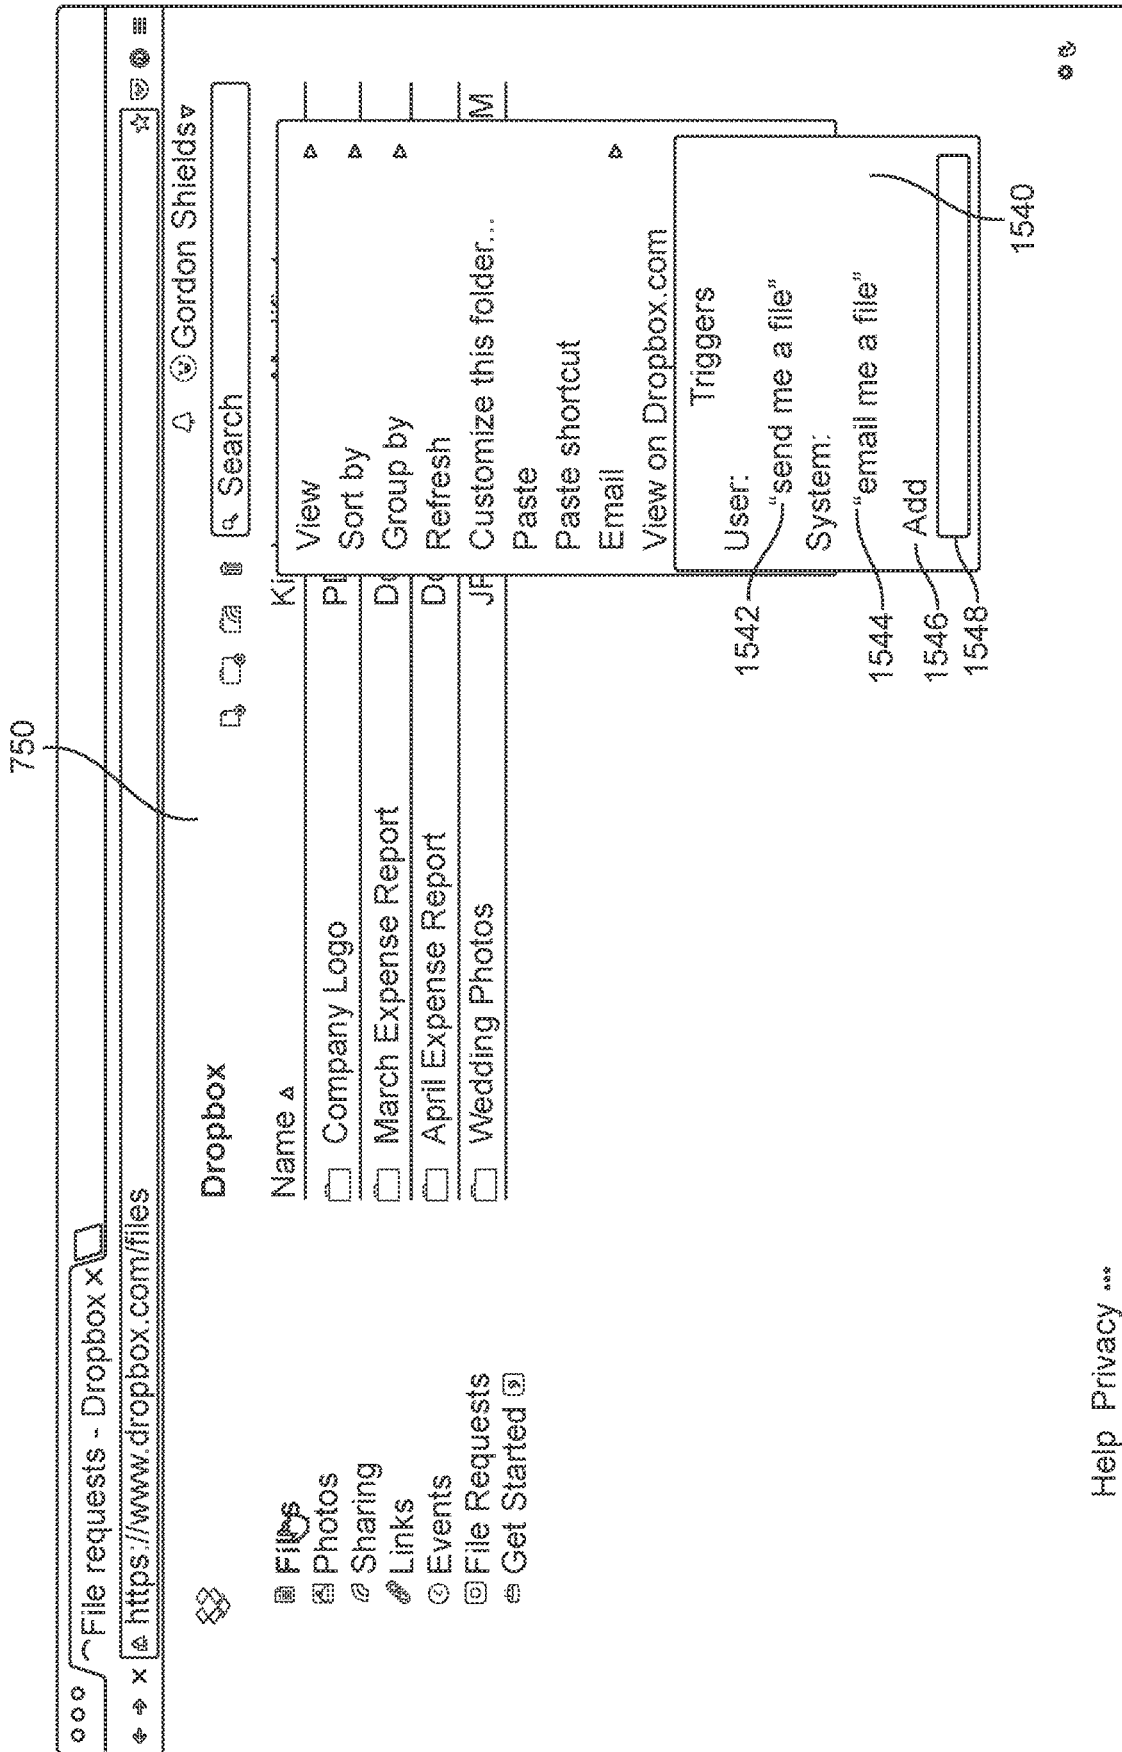 750
File requests - Dropbox X
https://www.dropbox.com/files
Gordon Shields
Dropbox
Search
Files
Photos
Sharing
Links
Events
File Requests
Get Started
Name
Company Logo
March Expense Report
April Expense Report
Wedding Photos
View
Sort by
Group by
Refresh
Customize this folder...
Paste
Paste shortcut
Email
View on Dropbox.com
Triggers
User:
"send me a file"
System:
"email me a file"
Add
1542
1544
1546
1548
1540
Help Privacy ...